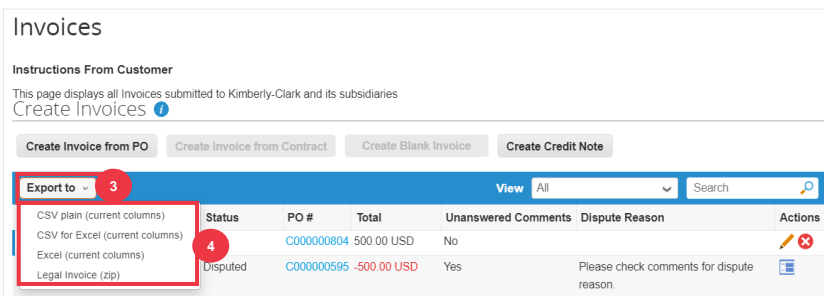 Invoices
Instructions From Customer
This page displays all Invoices submitted to Kimberly-Clark and its subsidiaries
Create Invoices i
Create Invoice from PO Create Invoice from Contract Create Blank Invoice Create Credit Note
Export to 3 View All Search
CSV plain (current columns)
CSV for Excel (current columns)
Excel (current columns)
Legal Invoice (zip)
4
Status PO # Total Unanswered Comments Dispute Reason Actions
C000000804 500.00 USD No
Disputed C000000595 -500.00 USD Yes Please check comments for dispute
reason.